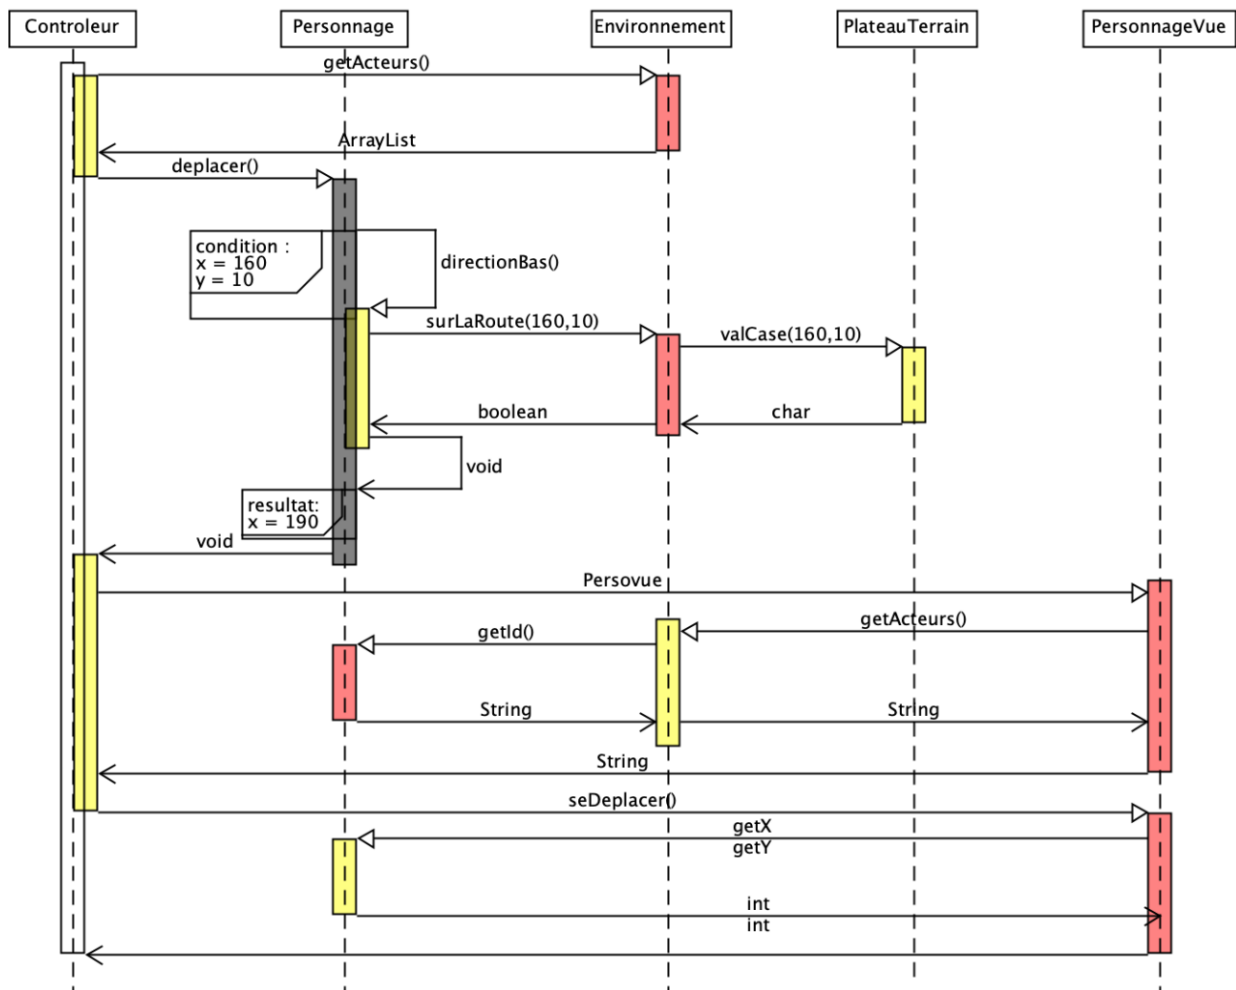 Controleur
Personnage
Environnement
PlateauTerrain
PersonnageVue
getActeurs()
ArrayList
deplacer()
condition :
x = 160
y = 10
directionBas()
surLaRoute(160,10)
valCase(160,10)
boolean
char
void
resultat:
x = 190
void
Persovue
getActeurs()
getId()
String
String
String
seDeplacer()
getX
getY
int
int